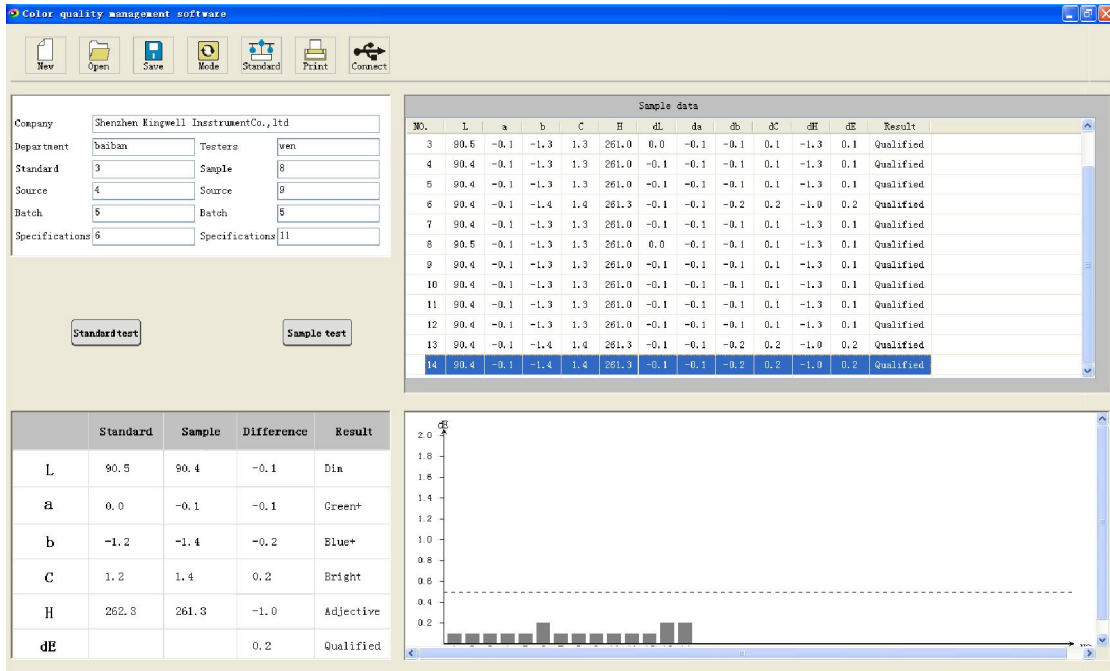 Color quality management software
New Open Save Mode Standard Print Connect
Company Shenzhen Kingwell InsstrumentCo.,ltd
Department baiban Testers wen
Standard 3 Sample 8
Source 4 Source 9
Batch 5 Batch 5
Specifications 6 Specifications 11
Standard test Sample test
Sample data
NO. L a b C H dL da db dC dH dE Result
3 90.5 -0.1 -1.3 1.3 261.0 0.0 -0.1 -0.1 0.1 -1.3 0.1 Qualified
4 90.4 -0.1 -1.3 1.3 261.0 -0.1 -0.1 -0.1 0.1 -1.3 0.1 Qualified
5 90.4 -0.1 -1.3 1.3 261.0 -0.1 -0.1 -0.1 0.1 -1.3 0.1 Qualified
6 90.4 -0.1 -1.4 1.4 261.3 -0.1 -0.1 -0.2 0.2 -1.0 0.2 Qualified
7 90.4 -0.1 -1.3 1.3 261.0 -0.1 -0.1 -0.1 0.1 -1.3 0.1 Qualified
8 90.5 -0.1 -1.3 1.3 261.0 0.0 -0.1 -0.1 0.1 -1.3 0.1 Qualified
9 90.4 -0.1 -1.3 1.3 261.0 -0.1 -0.1 -0.1 0.1 -1.3 0.1 Qualified
10 90.4 -0.1 -1.3 1.3 261.0 -0.1 -0.1 -0.1 0.1 -1.3 0.1 Qualified
11 90.4 -0.1 -1.3 1.3 261.0 -0.1 -0.1 -0.1 0.1 -1.3 0.1 Qualified
12 90.4 -0.1 -1.3 1.3 261.0 -0.1 -0.1 -0.1 0.1 -1.3 0.1 Qualified
13 90.4 -0.1 -1.4 1.4 261.3 -0.1 -0.1 -0.2 0.2 -1.0 0.2 Qualified
14 90.4 -0.1 -1.4 1.4 261.3 -0.1 -0.1 -0.2 0.2 -1.0 0.2 Qualified
Standard Sample Difference Result
L 90.5 90.4 -0.1 Dim
a 0.0 -0.1 -0.1 Green+
b -1.2 -1.4 -0.2 Blue+
C 1.2 1.4 0.2 Bright
H 262.3 261.3 -1.0 Adjective
dE 0.2 Qualified
dE
2.0
1.8
1.6
1.4
1.2
1.0
0.8
0.6
0.4
0.2